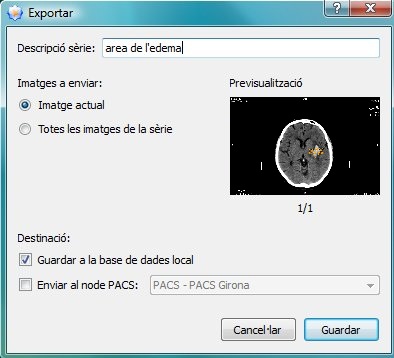 Exportar
Descripció sèrie: area de l'edema
Imatges a enviar:
Previsualització
Imatge actual
Totes les imatges de la sèrie
1/1
Destinació:
Guardar a la base de dades local
Enviar al node PACS: PACS - PACS Girona
Cancel·lar Guardar